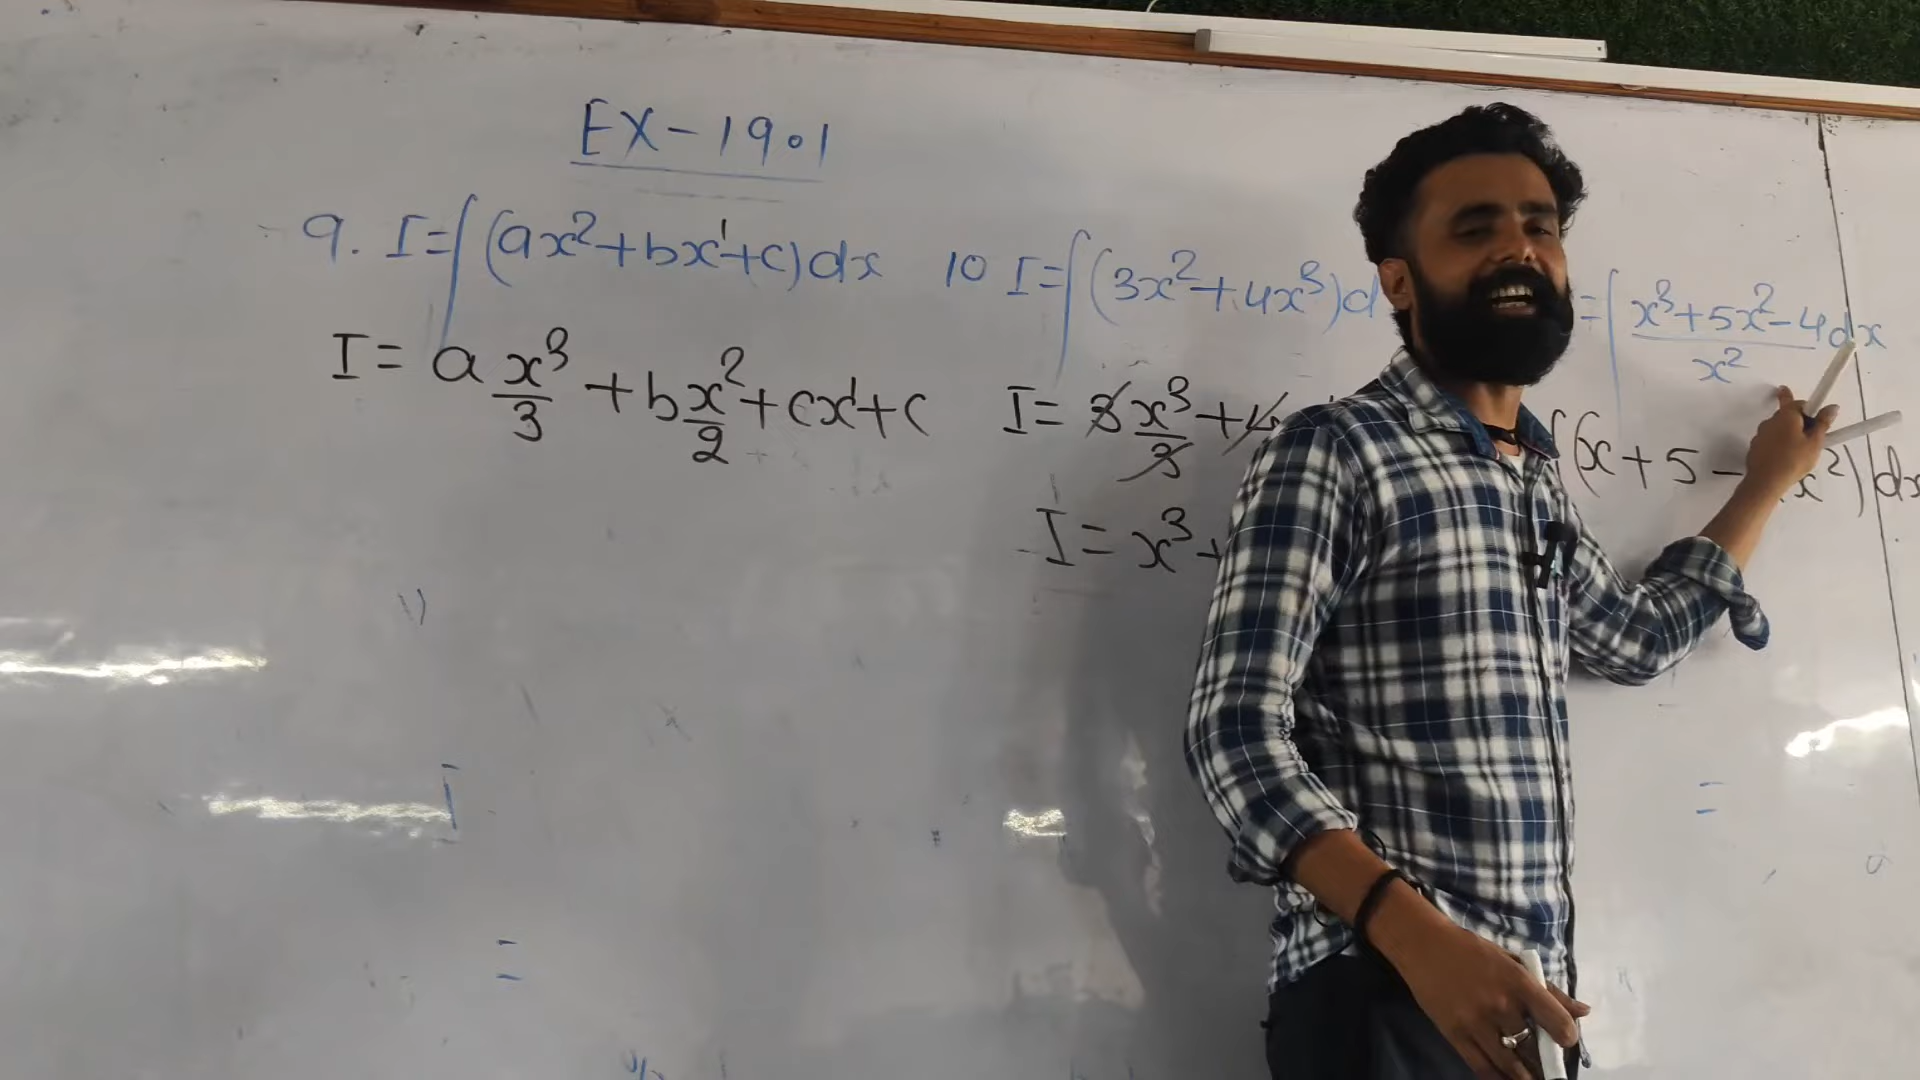 EX-19.1
9. I=∫(ax²+bx¹+c)dx
I= a x³/3 + b x²/2 + cx¹+c
10 I=∫(3x²+4x³)d
I= 3 x³/3 +4
I= x³+
=∫ x³+5x²-4/x² dx
∫(x+5- x²)dx